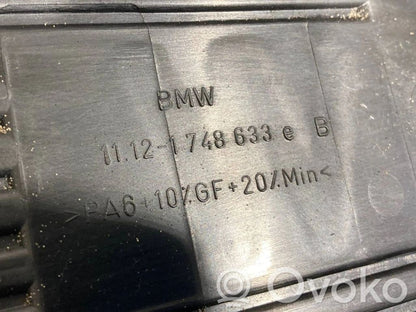 BMW
11.12-1 748 633 e B
>PA6+10%GF+20%Min<
© Ovoko